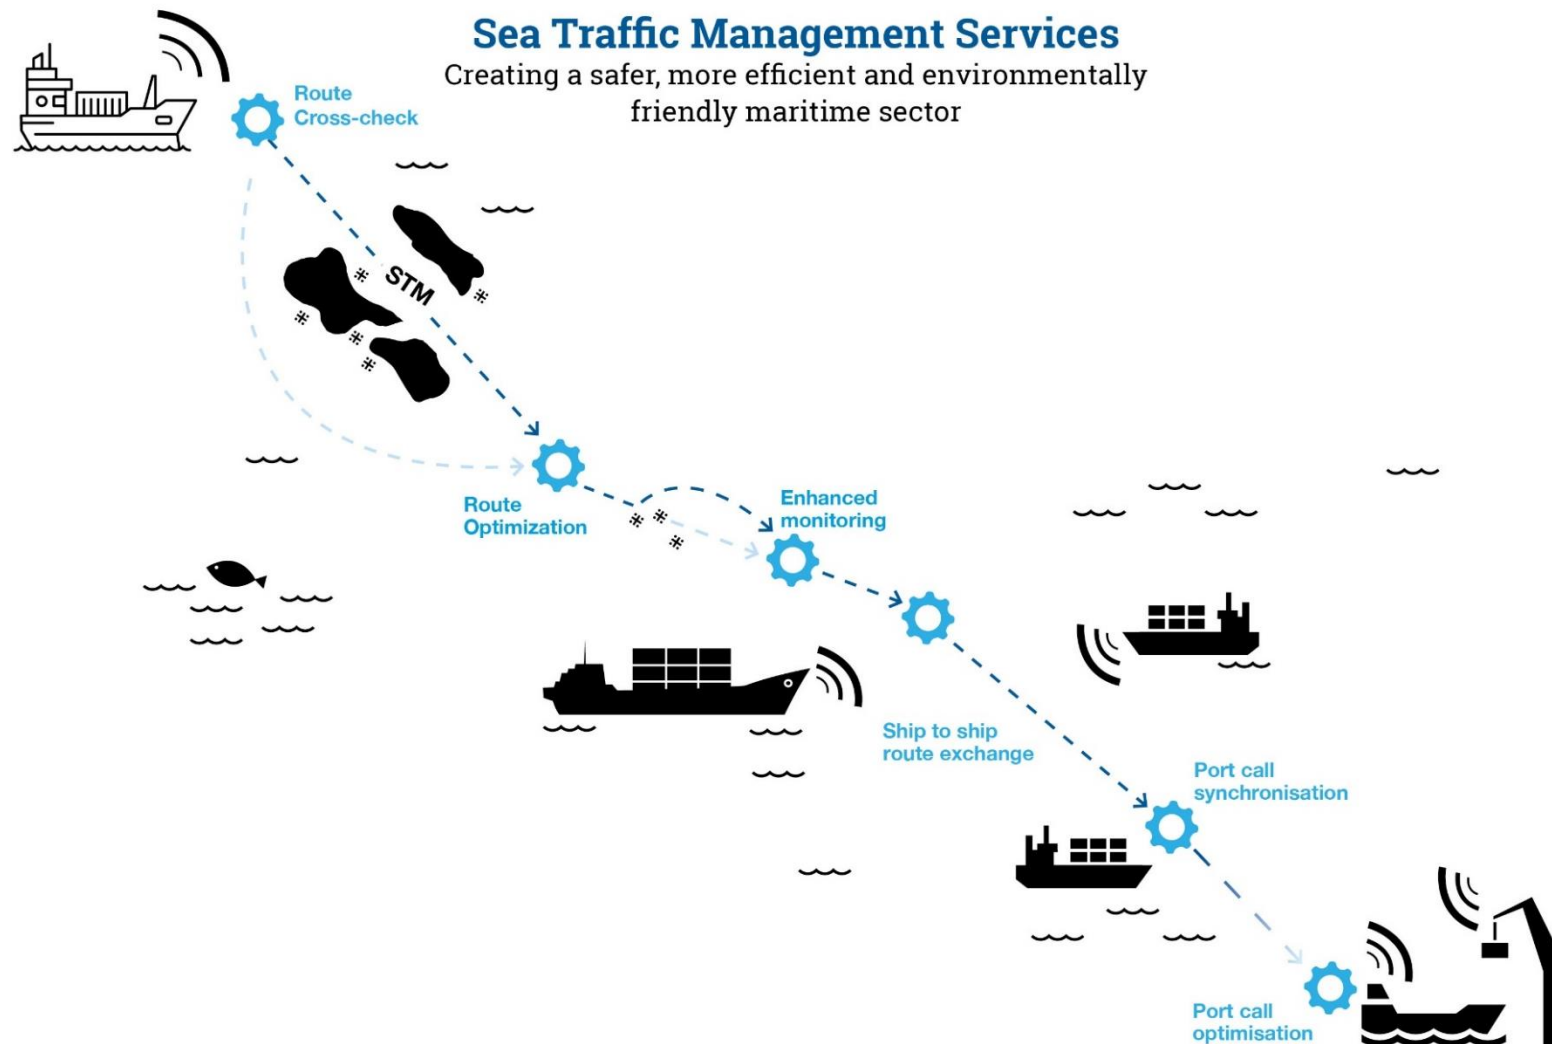 Sea Traffic Management Services
Creating a safer, more efficient and environmentally
friendly maritime sector
Route
Cross-check
STM
Route
Optimization
Enhanced
monitoring
Ship to ship
route exchange
Port call
synchronisation
Port call
optimisation